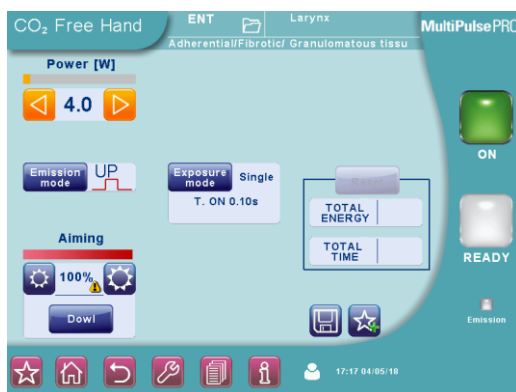 CO₂ Free Hand
ENT
Larynx
MultiPulsePRO
Adherential/Fibrotic/ Granulomatous tissu
Power [W]
4.0
ON
Emission mode
UP
Exposure mode
Single
T. ON 0.10s
Reset
TOTAL ENERGY
TOTAL TIME
READY
Aiming
100%
Dowl
Emission
17:17 04/05/18